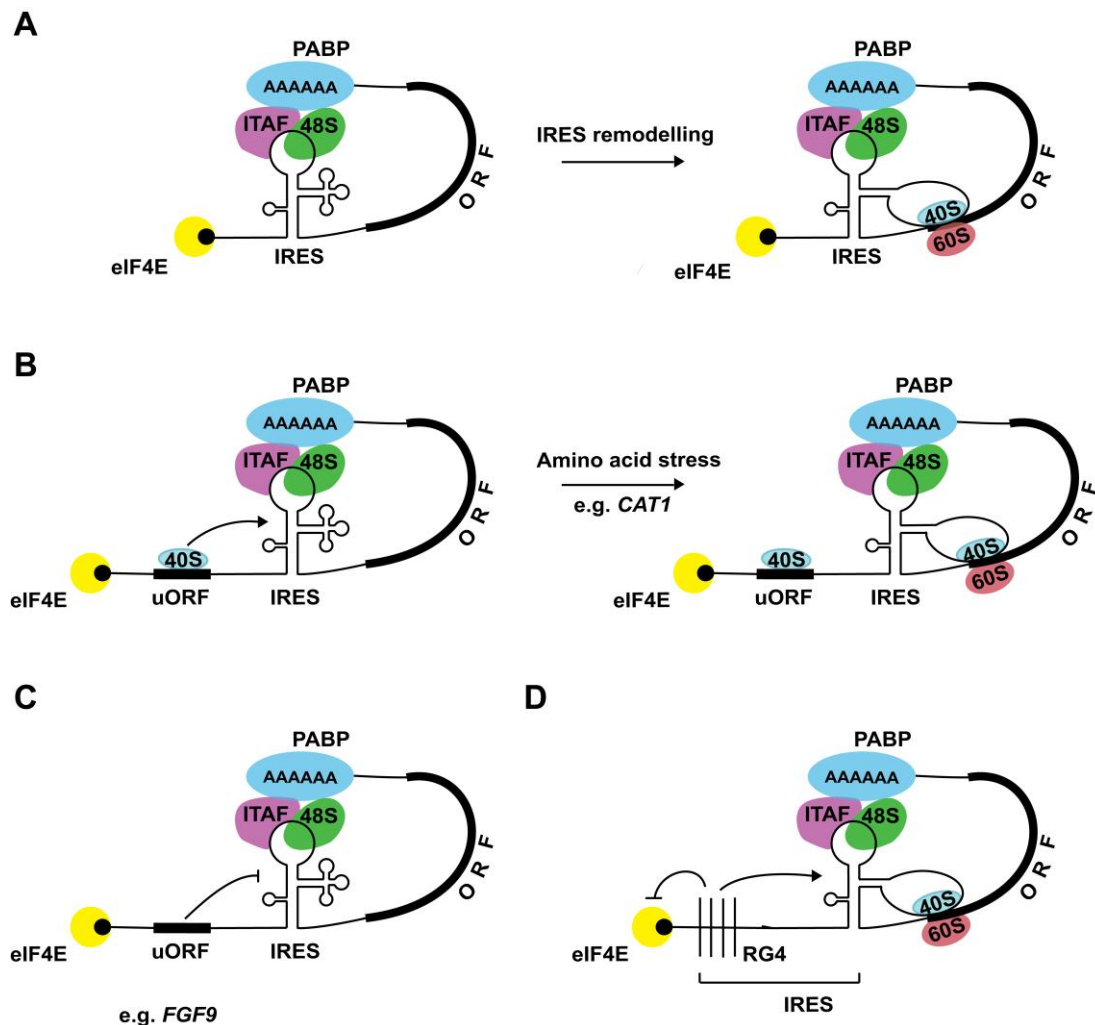 A
PABP
AAAAAA
ITAF 48S
ORF
eIF4E
IRES
IRES remodelling
PABP
AAAAAA
ITAF 48S
ORF
40S
60S
eIF4E
IRES
B
PABP
AAAAAA
ITAF 48S
ORF
40S
eIF4E
uORF
IRES
Amino acid stress
e.g. CAT1
PABP
AAAAAA
ITAF 48S
ORF
40S
40S
60S
eIF4E
uORF
IRES
C
PABP
AAAAAA
ITAF 48S
ORF
eIF4E
uORF
IRES
e.g. FGF9
D
PABP
AAAAAA
ITAF 48S
ORF
40S
60S
eIF4E
RG4
IRES